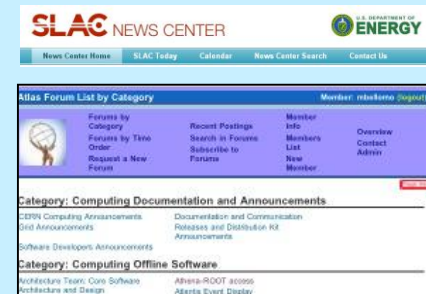 SLAC NEWS CENTER
U.S. DEPARTMENT OF
ENERGY
News Center Home SLAC Today Calendar News Center Search Contact Us
Atlas Forum List by Category Member: mbellomo (logout)
Forums by Category
Forums by Time Order
Request a New Forum
Recent Postings
Search in Forums
Subscribe to Forums
Member Info
Members List
New Member
Overview
Contact Admin
Category: Computing Documentation and Announcements
CERN Computing Announcements Documentation and Communication
Grid Announcements Releases and Distribution Kit Announcements
Software Developers Announcements
Category: Computing Offline Software
Architecture Team: Core Software Athena-ROOT access
Architecture and Design Atlantis Event Display